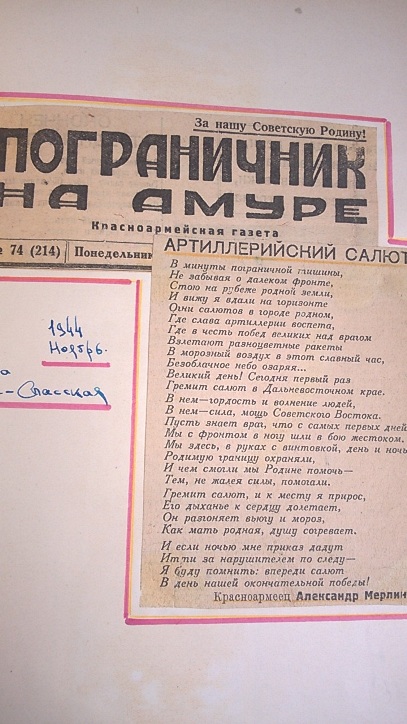 За нашу Советскую Родину!
ПОГРАНИЧНИК
НА АМУРЕ
Красноармейская газета
№ 74 (214) Понедельник
АРТИЛЛЕРИЙСКИЙ САЛЮТ
В минуты пограничной тишины,
Не забывая о далеком фронте,
Стою на рубеже родной земли,
И вижу я вдали на горизонте
Огни салютов в городе родном,
Где слава артиллерии воспета,
Где в честь побед великих над врагом
Взлетают разноцветные ракеты
В морозный воздух в этот славный час,
Безоблачное небо озаряя...
Великий день! Сегодня первый раз
Гремит салют в Дальневосточном крае.
В нем—гордость и волнение людей,
В нем—сила, мощь Советского Востока.
Пусть знает враг, что с самых первых дней
Мы с фронтом в ногу шли в бою жестоком.
Мы здесь, в руках с винтовкой, день и ночь
Родимую границу охраняли,
И чем смогли мы Родине помочь—
Тем, не жалея силы, помогали.
Гремит салют, и к месту я прирос,
Его дыханье к сердцу долетает,
Он разгоняет вьюгу и мороз,
Как мать родная, душу согревает.
И если ночью мне приказ дадут
Итти за нарушителем по следу—
Я буду помнить: впереди салют
В день нашей окончательной победы!
Красноармеец Александр Мерлин
1944
Ноябрь.
а
-Спасская